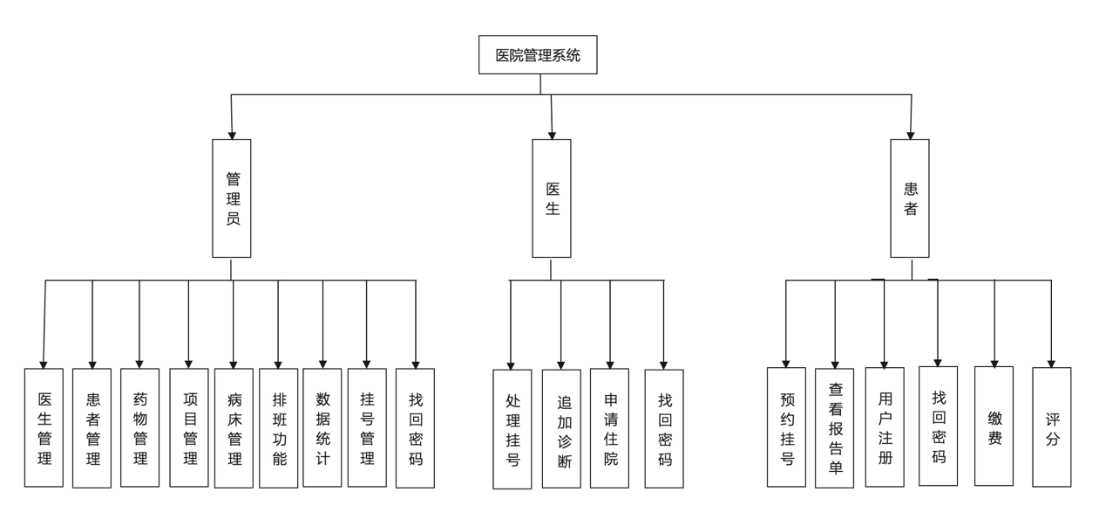 医院管理系统
管理员
医生
患者
医生管理
患者管理
药物管理
项目管理
病床管理
排班功能
数据统计
挂号管理
找回密码
处理挂号
追加诊断
申请住院
找回密码
预约挂号
查看报告单
用户注册
找回密码
缴费
评分